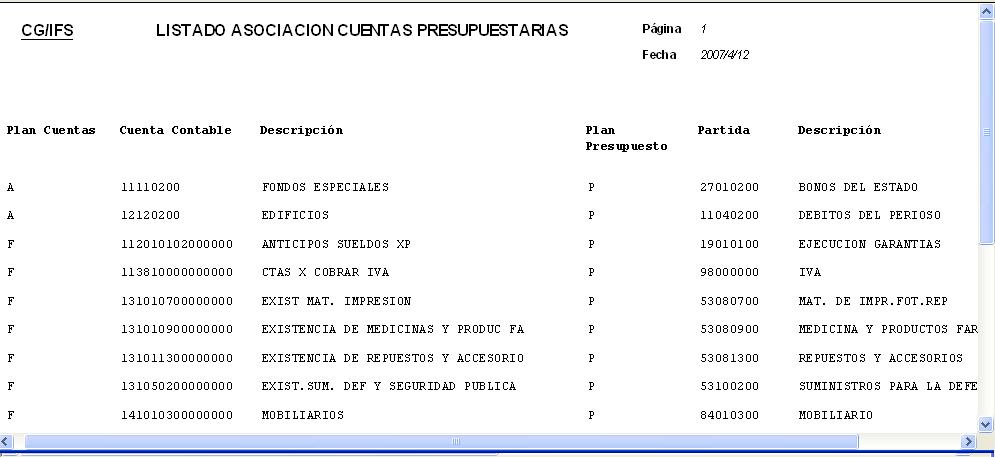 CG/IFS LISTADO ASOCIACION CUENTAS PRESUPUESTARIAS Página 1
Fecha 2007/4/12
Plan Cuentas Cuenta Contable Descripción Plan Presupuesto Partida Descripción
A 11110200 FONDOS ESPECIALES P 27010200 BONOS DEL ESTADO
A 12120200 EDIFICIOS P 11040200 DEBITOS DEL PERIOSO
F 112010102000000 ANTICIPOS SUELDOS XP P 19010100 EJECUCION GARANTIAS
F 113810000000000 CTAS X COBRAR IVA P 98000000 IVA
F 131010700000000 EXIST MAT. IMPRESION P 53080700 MAT. DE IMPR.FOT.REP
F 131010900000000 EXISTENCIA DE MEDICINAS Y PRODUC FA P 53080900 MEDICINA Y PRODUCTOS FAR
F 131011300000000 EXISTENCIA DE REPUESTOS Y ACCESORIO P 53081300 REPUESTOS Y ACCESORIOS
F 131050200000000 EXIST.SUM. DEF Y SEGURIDAD PUBLICA P 53100200 SUMINISTROS PARA LA DEFE
F 141010300000000 MOBILIARIOS P 84010300 MOBILIARIO